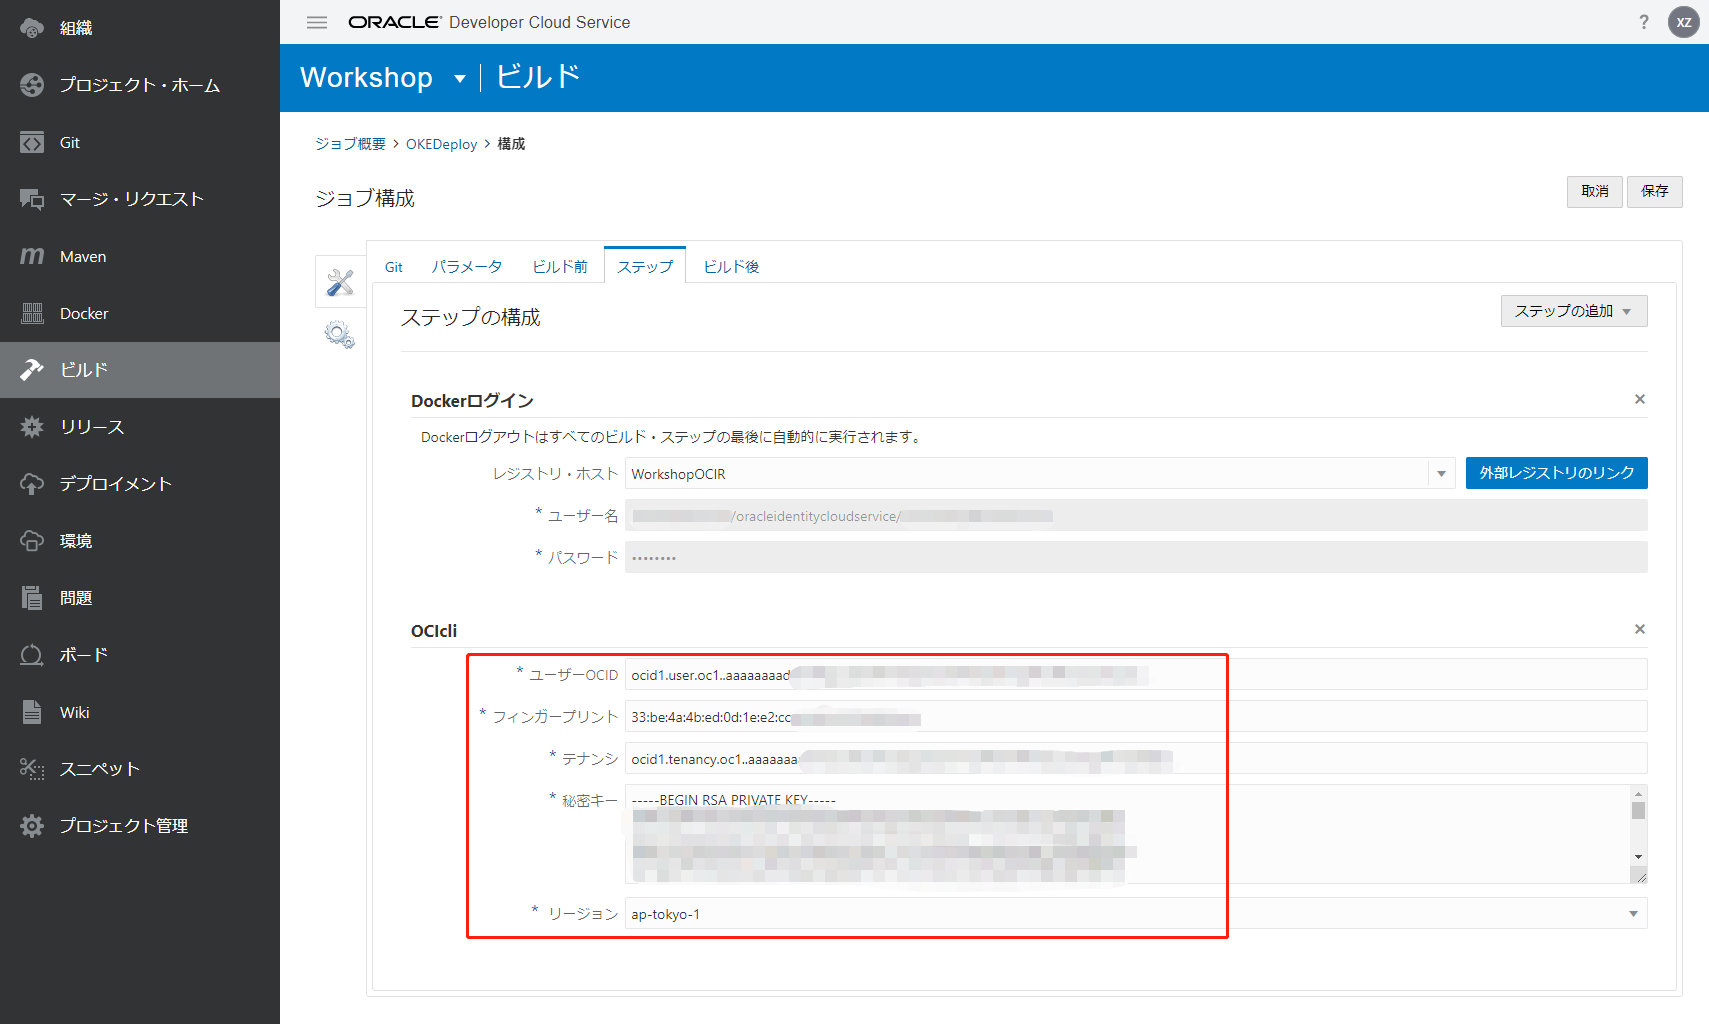 組織
プロジェクト・ホーム
Git
マージ・リクエスト
Maven
Docker
ビルド
リリース
デプロイメント
環境
問題
ボード
Wiki
スニペット
プロジェクト管理
ORACLE Developer Cloud Service
? XZ
Workshop ビルド
ジョブ概要 > OKEDeploy > 構成
ジョブ構成
取消 保存
Git パラメータ ビルド前 ステップ ビルド後
ステップの構成
ステップの追加
Dockerログイン
Dockerログアウトはすべてのビルド・ステップの最後に自動的に実行されます。
レジストリ・ホスト WorkshopOCIR 外部レジストリのリンク
* ユーザー名 /oracleidentitycloudservice/
* パスワード ••••••••
OCIcli
* ユーザーOCID ocid1.user.oc1..aaaaaaaad
* フィンガープリント 33:be:4a:4b:ed:0d:1e:e2:cc
* テナンシ ocid1.tenancy.oc1..aaaaaaa
* 秘密キー -----BEGIN RSA PRIVATE KEY-----
* リージョン ap-tokyo-1